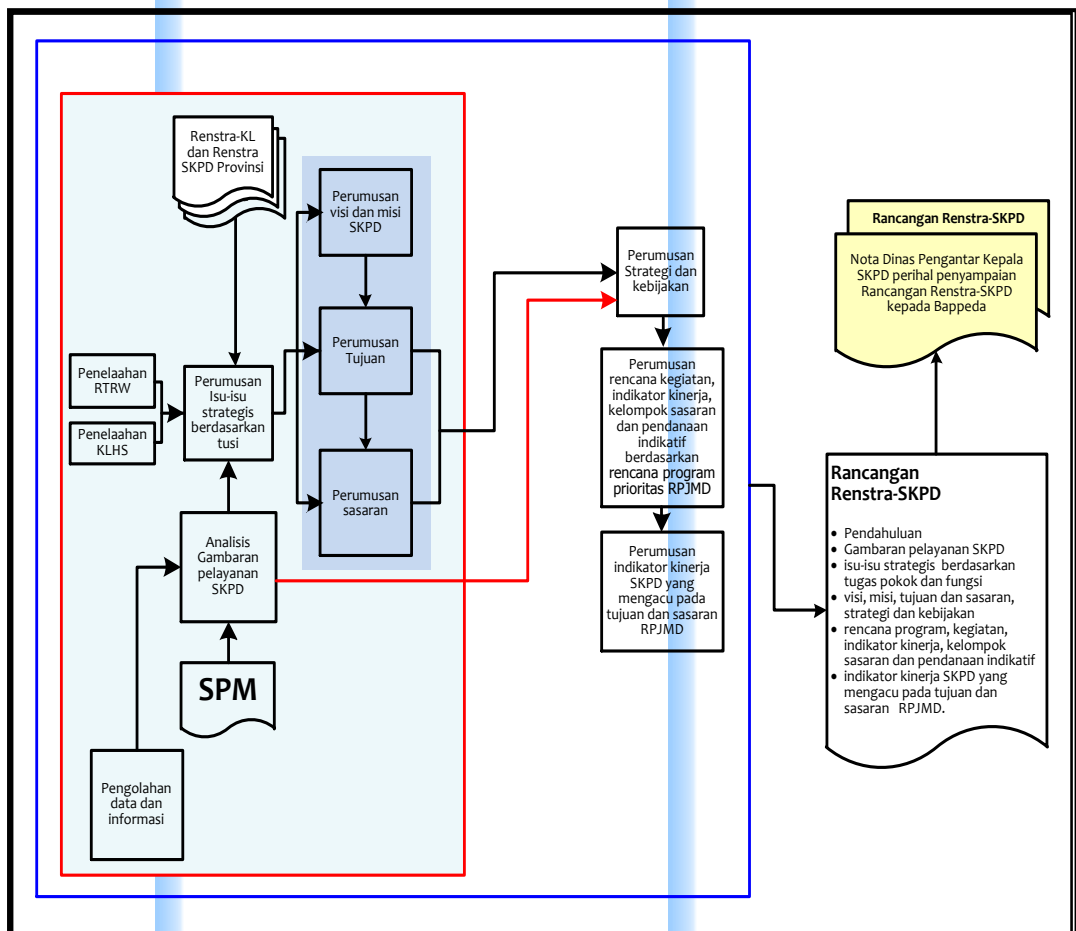 Renstra-KL
dan Renstra
SKPD Provinsi
Perumusan
visi dan misi
SKPD
Perumusan
Tujuan
Perumusan
sasaran
Penelaahan
RTRW
Penelaahan
KLHS
Perumusan
Isu-isu
strategis
berdasarkan
tusi
Analisis
Gambaran
pelayanan
SKPD
SPM
Pengolahan
data dan
informasi
Perumusan
Strategi dan
kebijakan
Perumusan
rencana kegiatan,
indikator kinerja,
kelompok sasaran
dan pendanaan
indikatif
berdasarkan
rencana program
prioritas RPJMD
Perumusan
indikator kinerja
SKPD yang
mengacu pada
tujuan dan sasaran
RPJMD
Rancangan Renstra-SKPD
Nota Dinas Pengantar Kepala
SKPD perihal penyampaian
Rancangan Renstra-SKPD
kepada Bappeda
Rancangan
Renstra-SKPD
• Pendahuluan
• Gambaran pelayanan SKPD
• isu-isu strategis berdasarkan
tugas pokok dan fungsi
• visi, misi, tujuan dan sasaran,
strategi dan kebijakan
• rencana program, kegiatan,
indikator kinerja, kelompok
sasaran dan pendanaan indikatif
• indikator kinerja SKPD yang
mengacu pada tujuan dan
sasaran RPJMD.